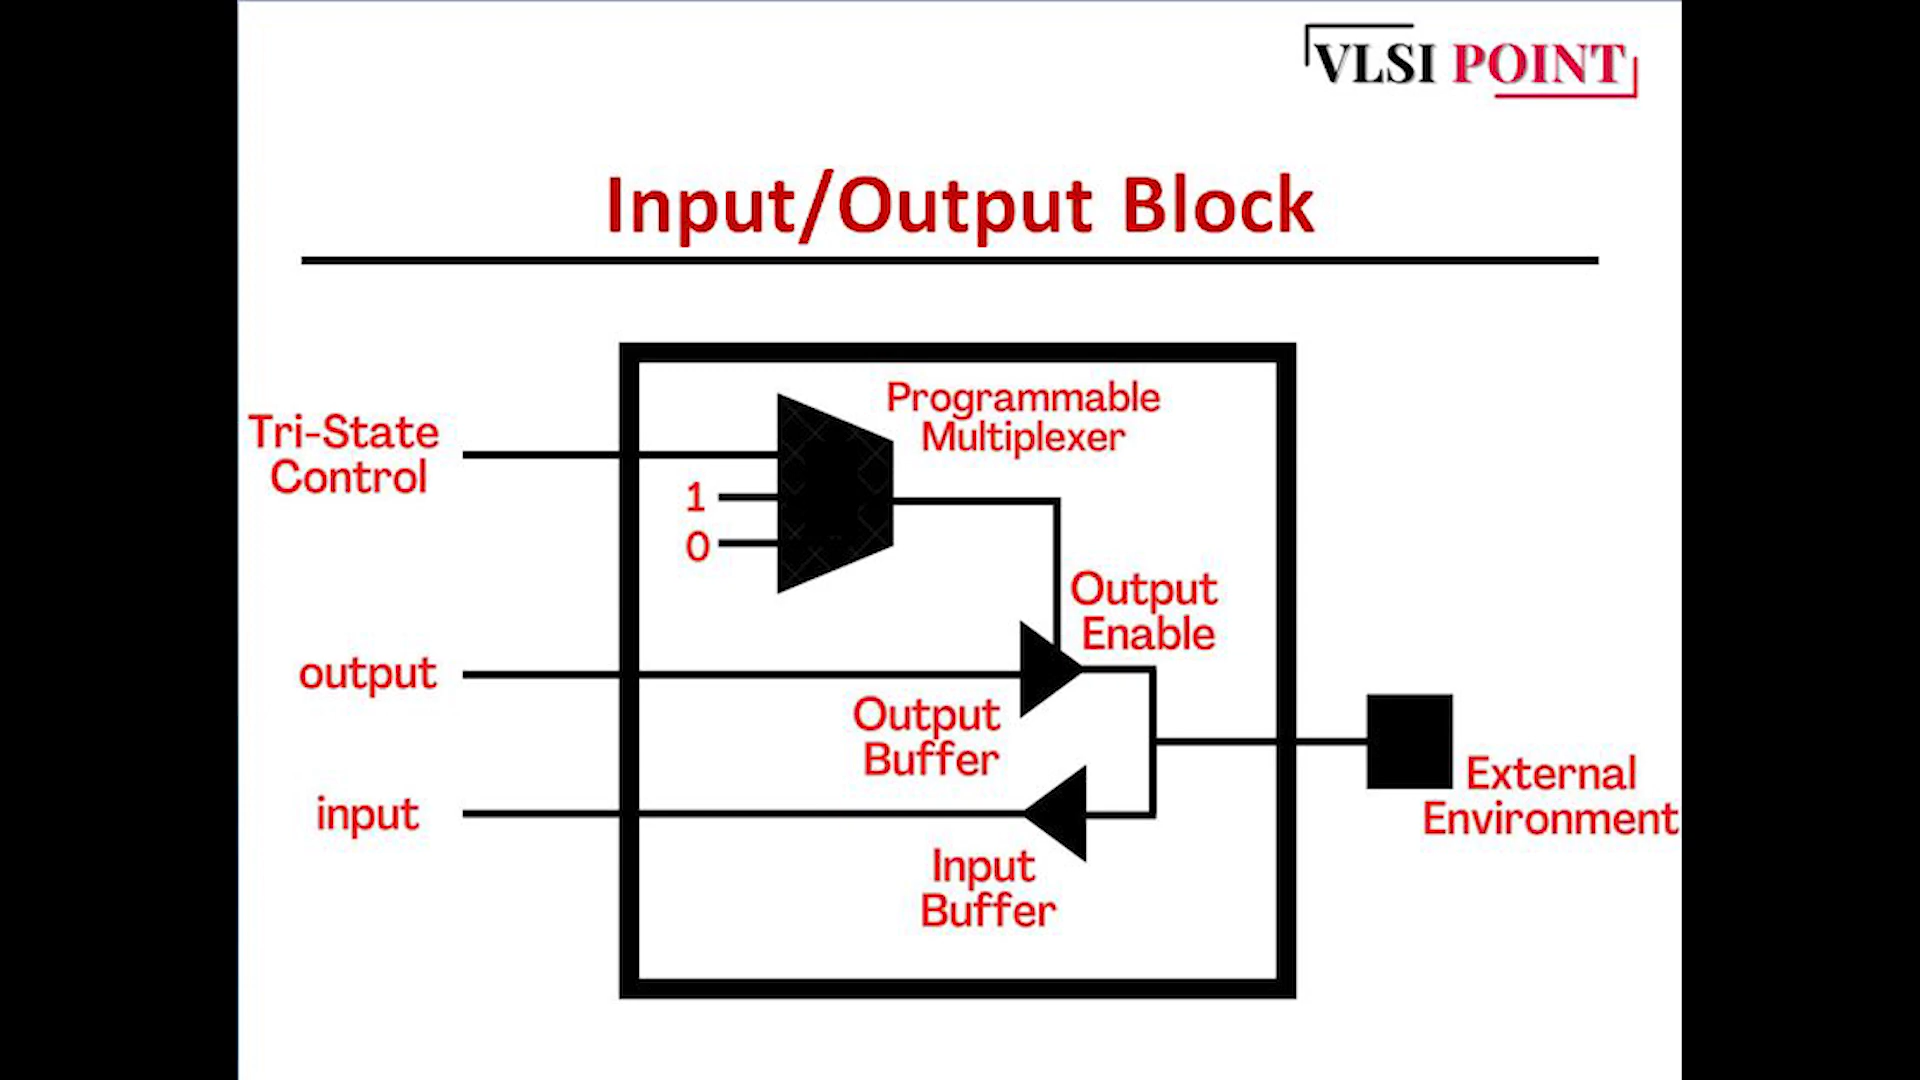 VLSI POINT
Input/Output Block
Programmable
Multiplexer
Tri-State
Control
1
0
Output
Enable
output
Output
Buffer
External
Environment
input
Input
Buffer